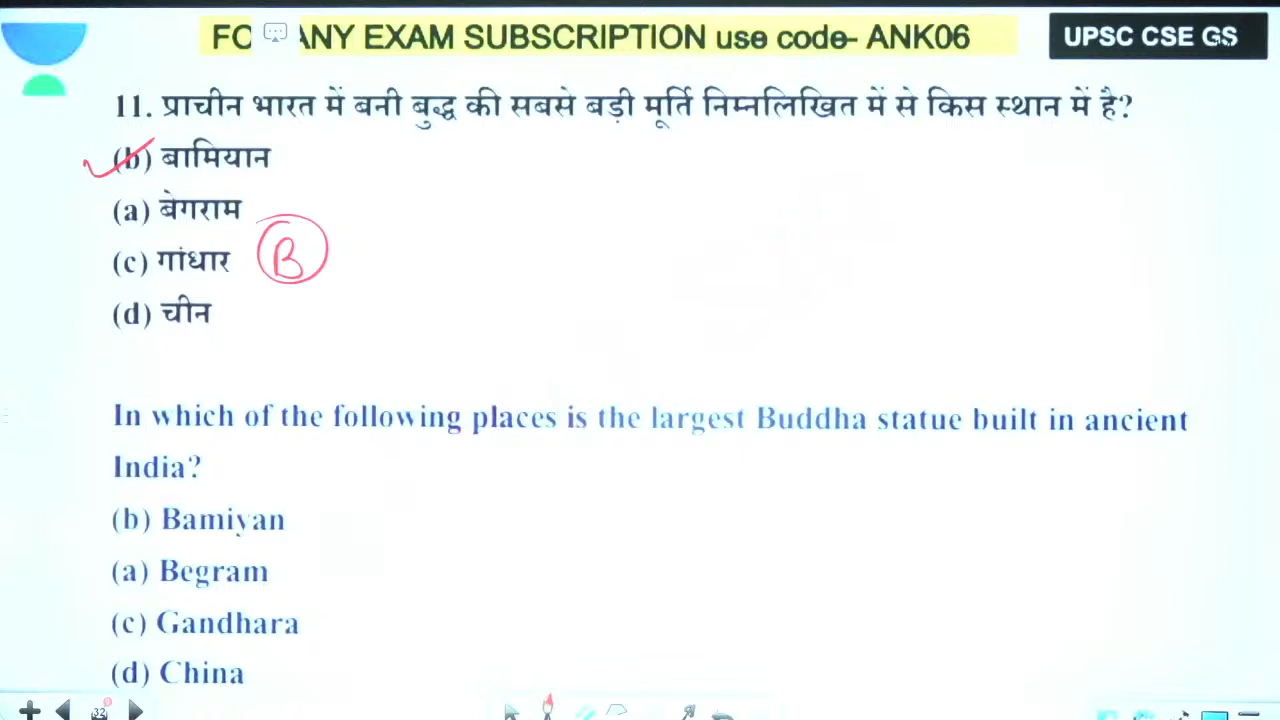 ANY EXAM SUBSCRIPTION use code- ANK06
UPSC CSE GS
11. प्राचीन भारत में बनी बुद्ध की सबसे बड़ी मूर्ति निम्नलिखित में से किस स्थान में है?
(b) बामियान
(a) बेगराम
(c) गांधार
B
(d) चीन
In which of the following places is the largest Buddha statue built in ancient
India?
(b) Bamiyan
(a) Begram
(c) Gandhara
(d) China
32